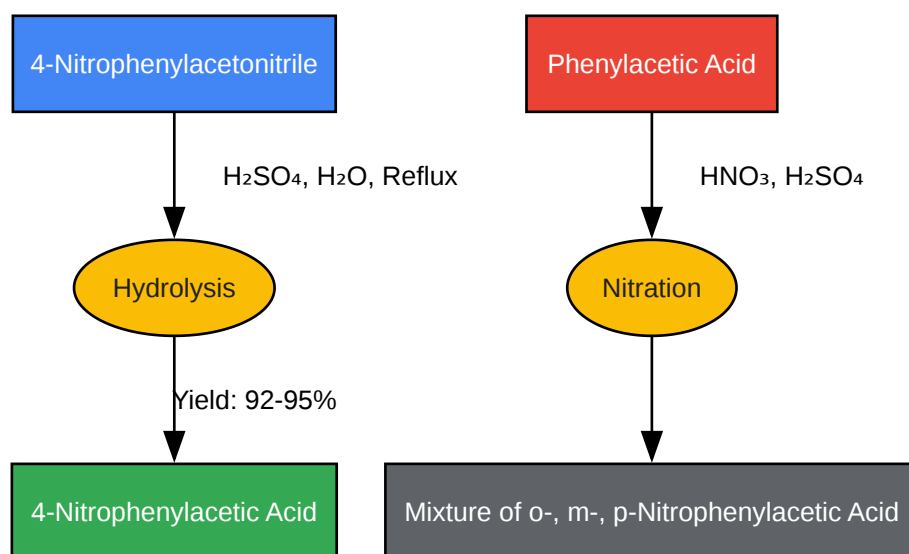 4-Nitrophenylacetonitrile
Phenylacetic Acid
H₂SO₄, H₂O, Reflux
HNO₃, H₂SO₄
Hydrolysis
Nitration
Yield: 92-95%
4-Nitrophenylacetic Acid
Mixture of o-, m-, p-Nitrophenylacetic Acid